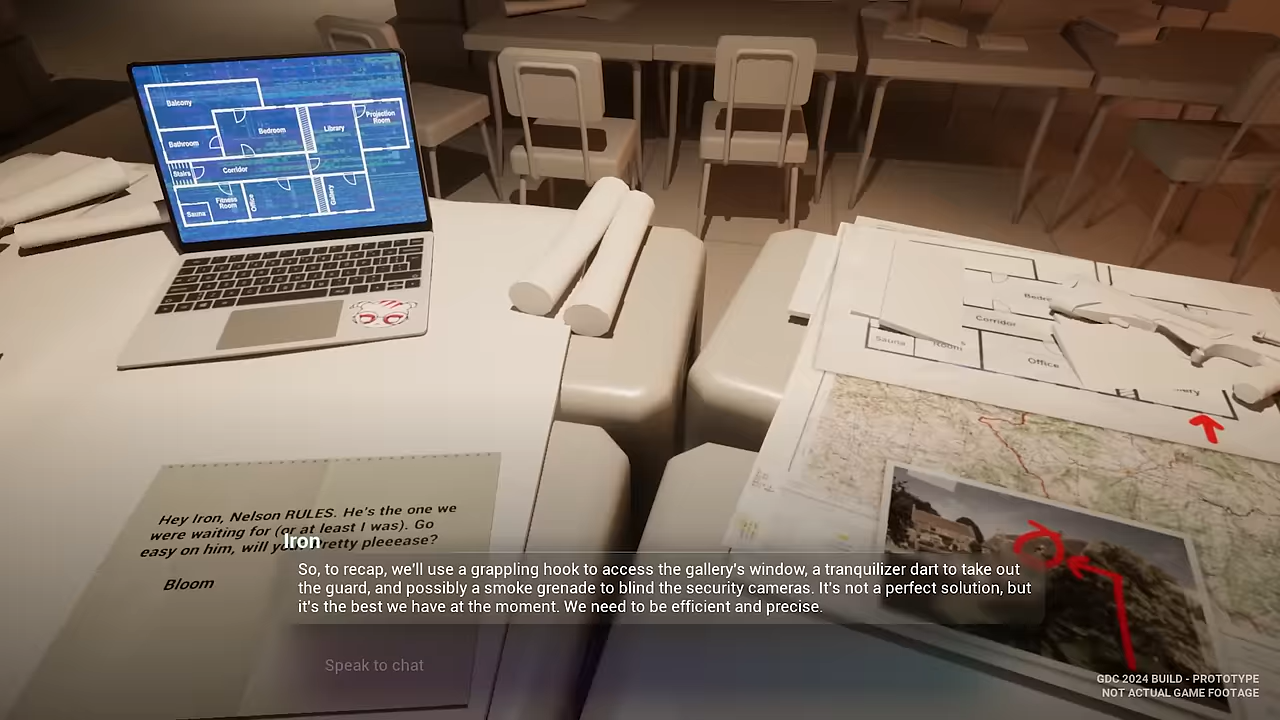 Balcony
Bedroom
Library
Projection
Room
Bathroom
Stairs
Corridor
Fitness
Room
Office
Gallery
Sauna
Corridor
Sauna
Room
Office
Hey Iron, Nelson RULES. He's the one we
were waiting for (or at least I was). Go
easy on him, will you? Pretty pleeease?
Bloom
Iron
So, to recap, we'll use a grappling hook to access the gallery's window, a tranquilizer dart to take out
the guard, and possibly a smoke grenade to blind the security cameras. It's not a perfect solution, but
it's the best we have at the moment. We need to be efficient and precise.
Speak to chat
GDC 2024 BUILD - PROTOTYPE
NOT ACTUAL GAME FOOTAGE